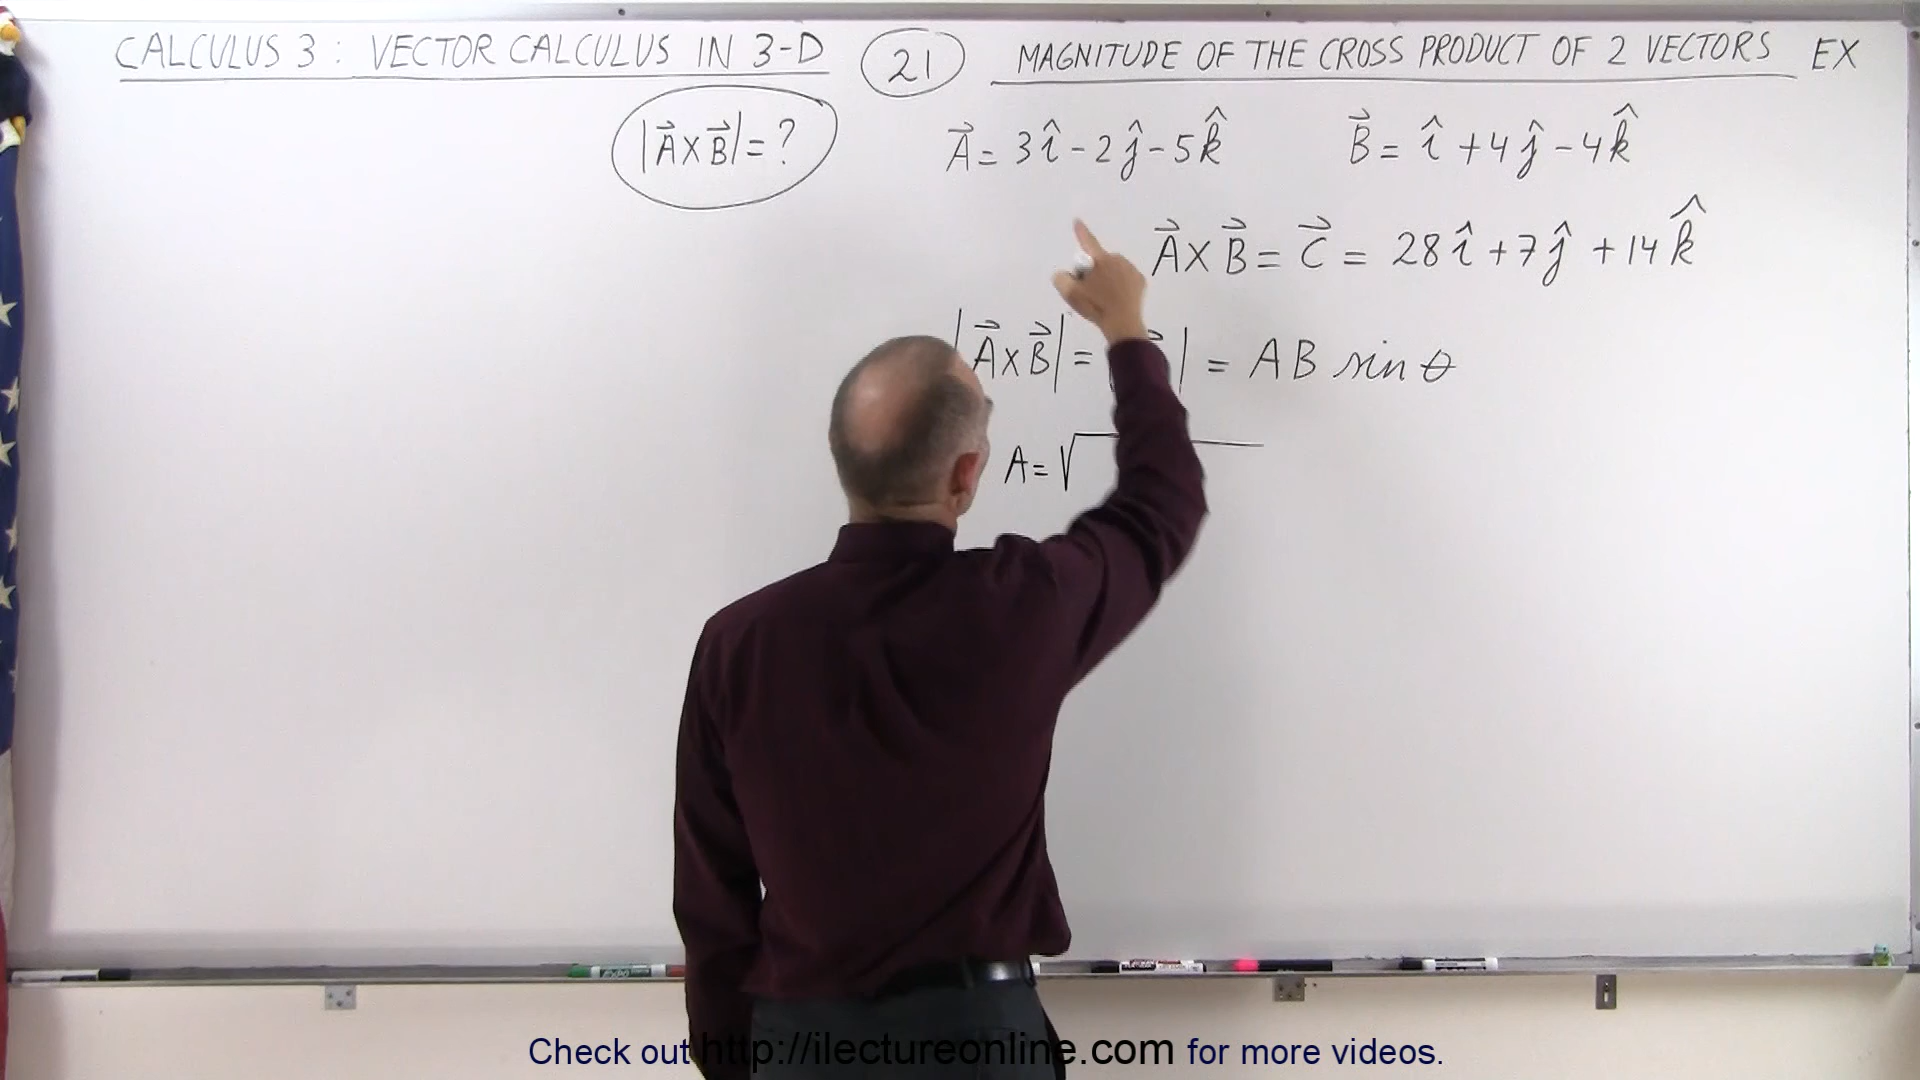 CALCULUS 3 : VECTOR CALCULUS IN 3-D 21 MAGNITUDE OF THE CROSS PRODUCT OF 2 VECTORS EX
|A⃗×B⃗| = ? A⃗ = 3î - 2ĵ - 5k̂ B⃗ = î + 4ĵ - 4k̂
A⃗×B⃗ = C⃗ = 28î + 7ĵ + 14k̂
|A⃗×B⃗| = | | = AB sin θ
A = √
Check out http://ilectureonline.com for more videos.